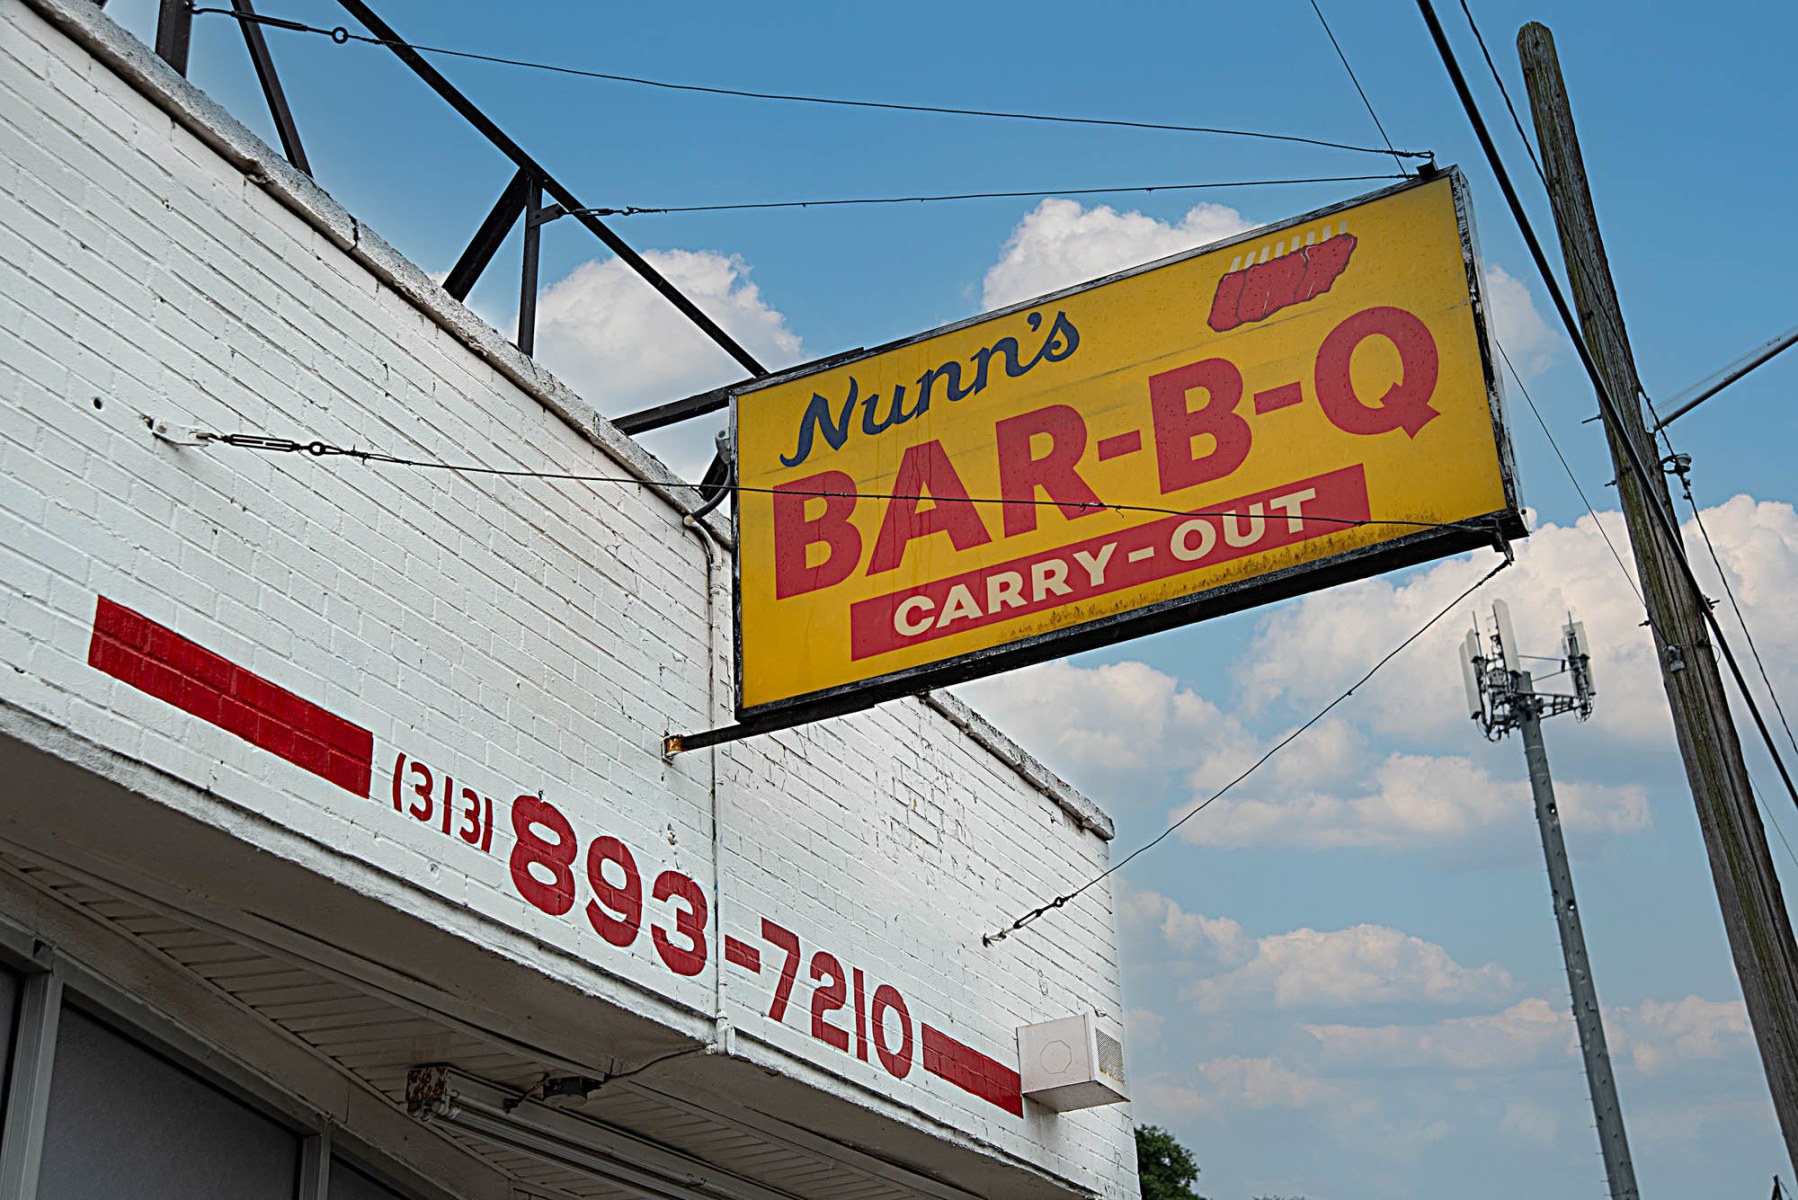 Nunn's
BAR-B-Q
CARRY-OUT
(313) 893-7210